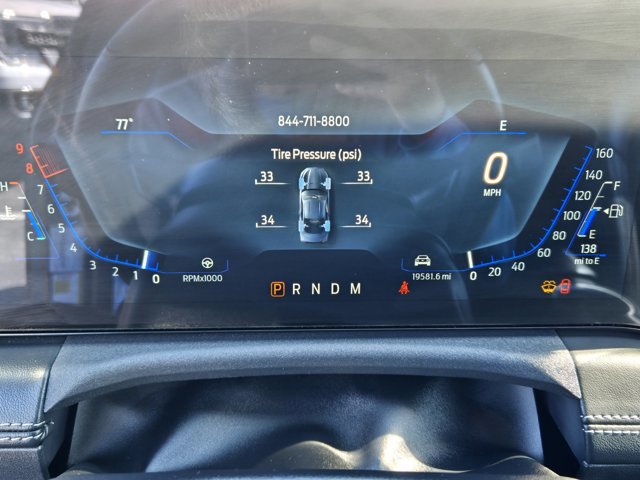 77°
844-711-8800
E
Tire Pressure (psi)
33 33
34 34
0
MPH
9
8
7
6
5
4
3
2
1
0
RPMx1000
H
C
160
140
120
100
80
60
40
20
0
F
E
138
mi to E
19581.6 mi
P R N D M